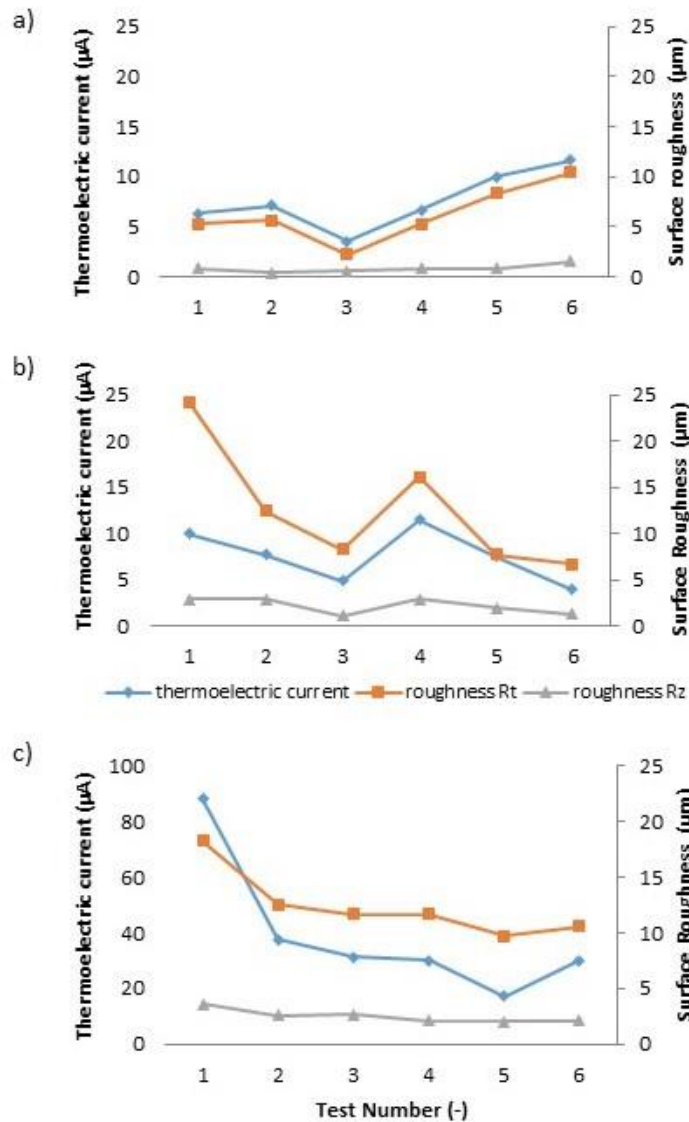 a)
Thermoelectric current (µA)
25
20
15
10
5
0
1 2 3 4 5 6
25
20
15
10
5
0
Surface roughness (µm)
b)
Thermoelectric current (µA)
25
20
15
10
5
0
1 2 3 4 5 6
25
20
15
10
5
0
Surface Roughness (µm)
thermoelectric current roughness Rt roughness Rz
c)
Thermoelectric current (µA)
100
80
60
40
20
0
1 2 3 4 5 6
25
20
15
10
5
0
Surface Roughness (µm)
Test Number (-)